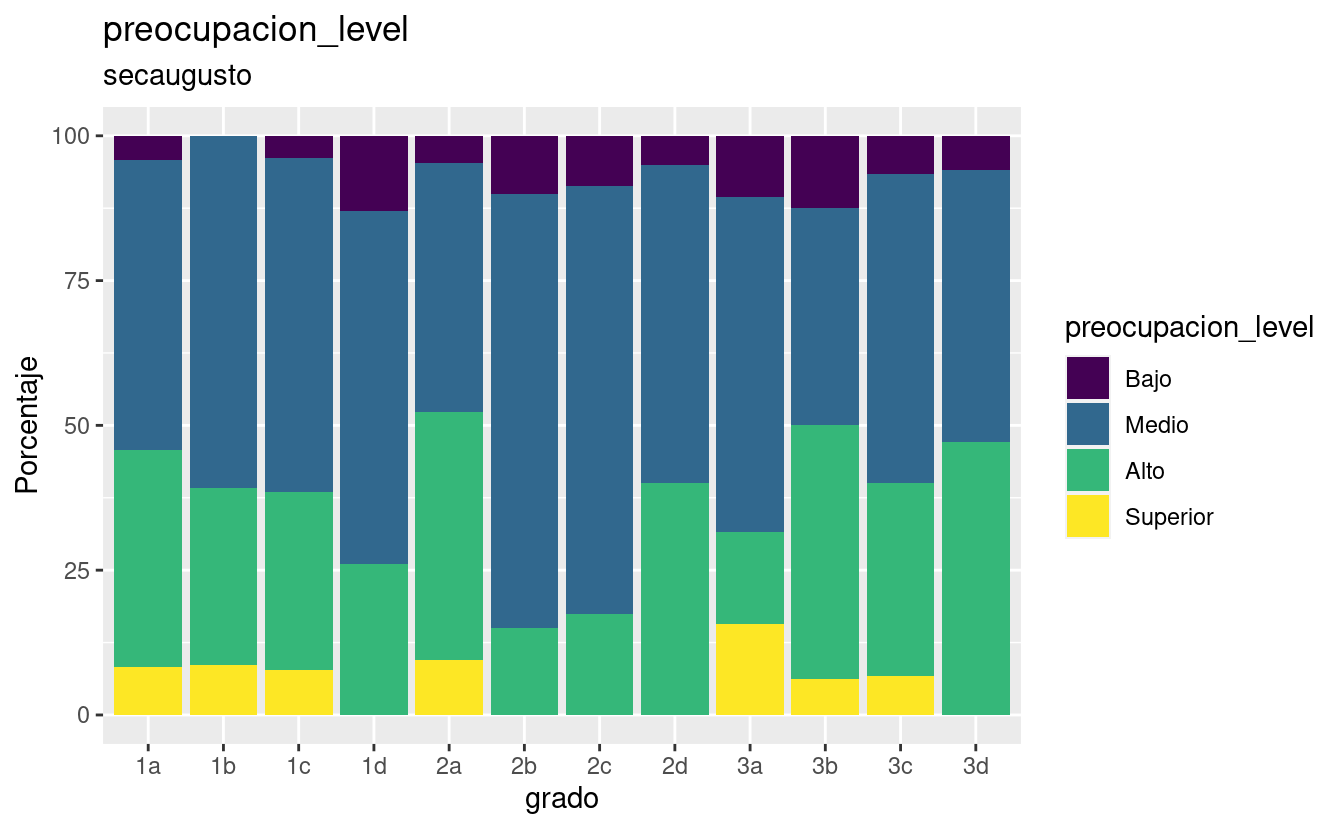 preocupacion_level
secaugusto
Porcentaje
100
75
50
25
0
1a 1b 1c 1d 2a 2b 2c 2d 3a 3b 3c 3d
grado
preocupacion_level
Bajo
Medio
Alto
Superior